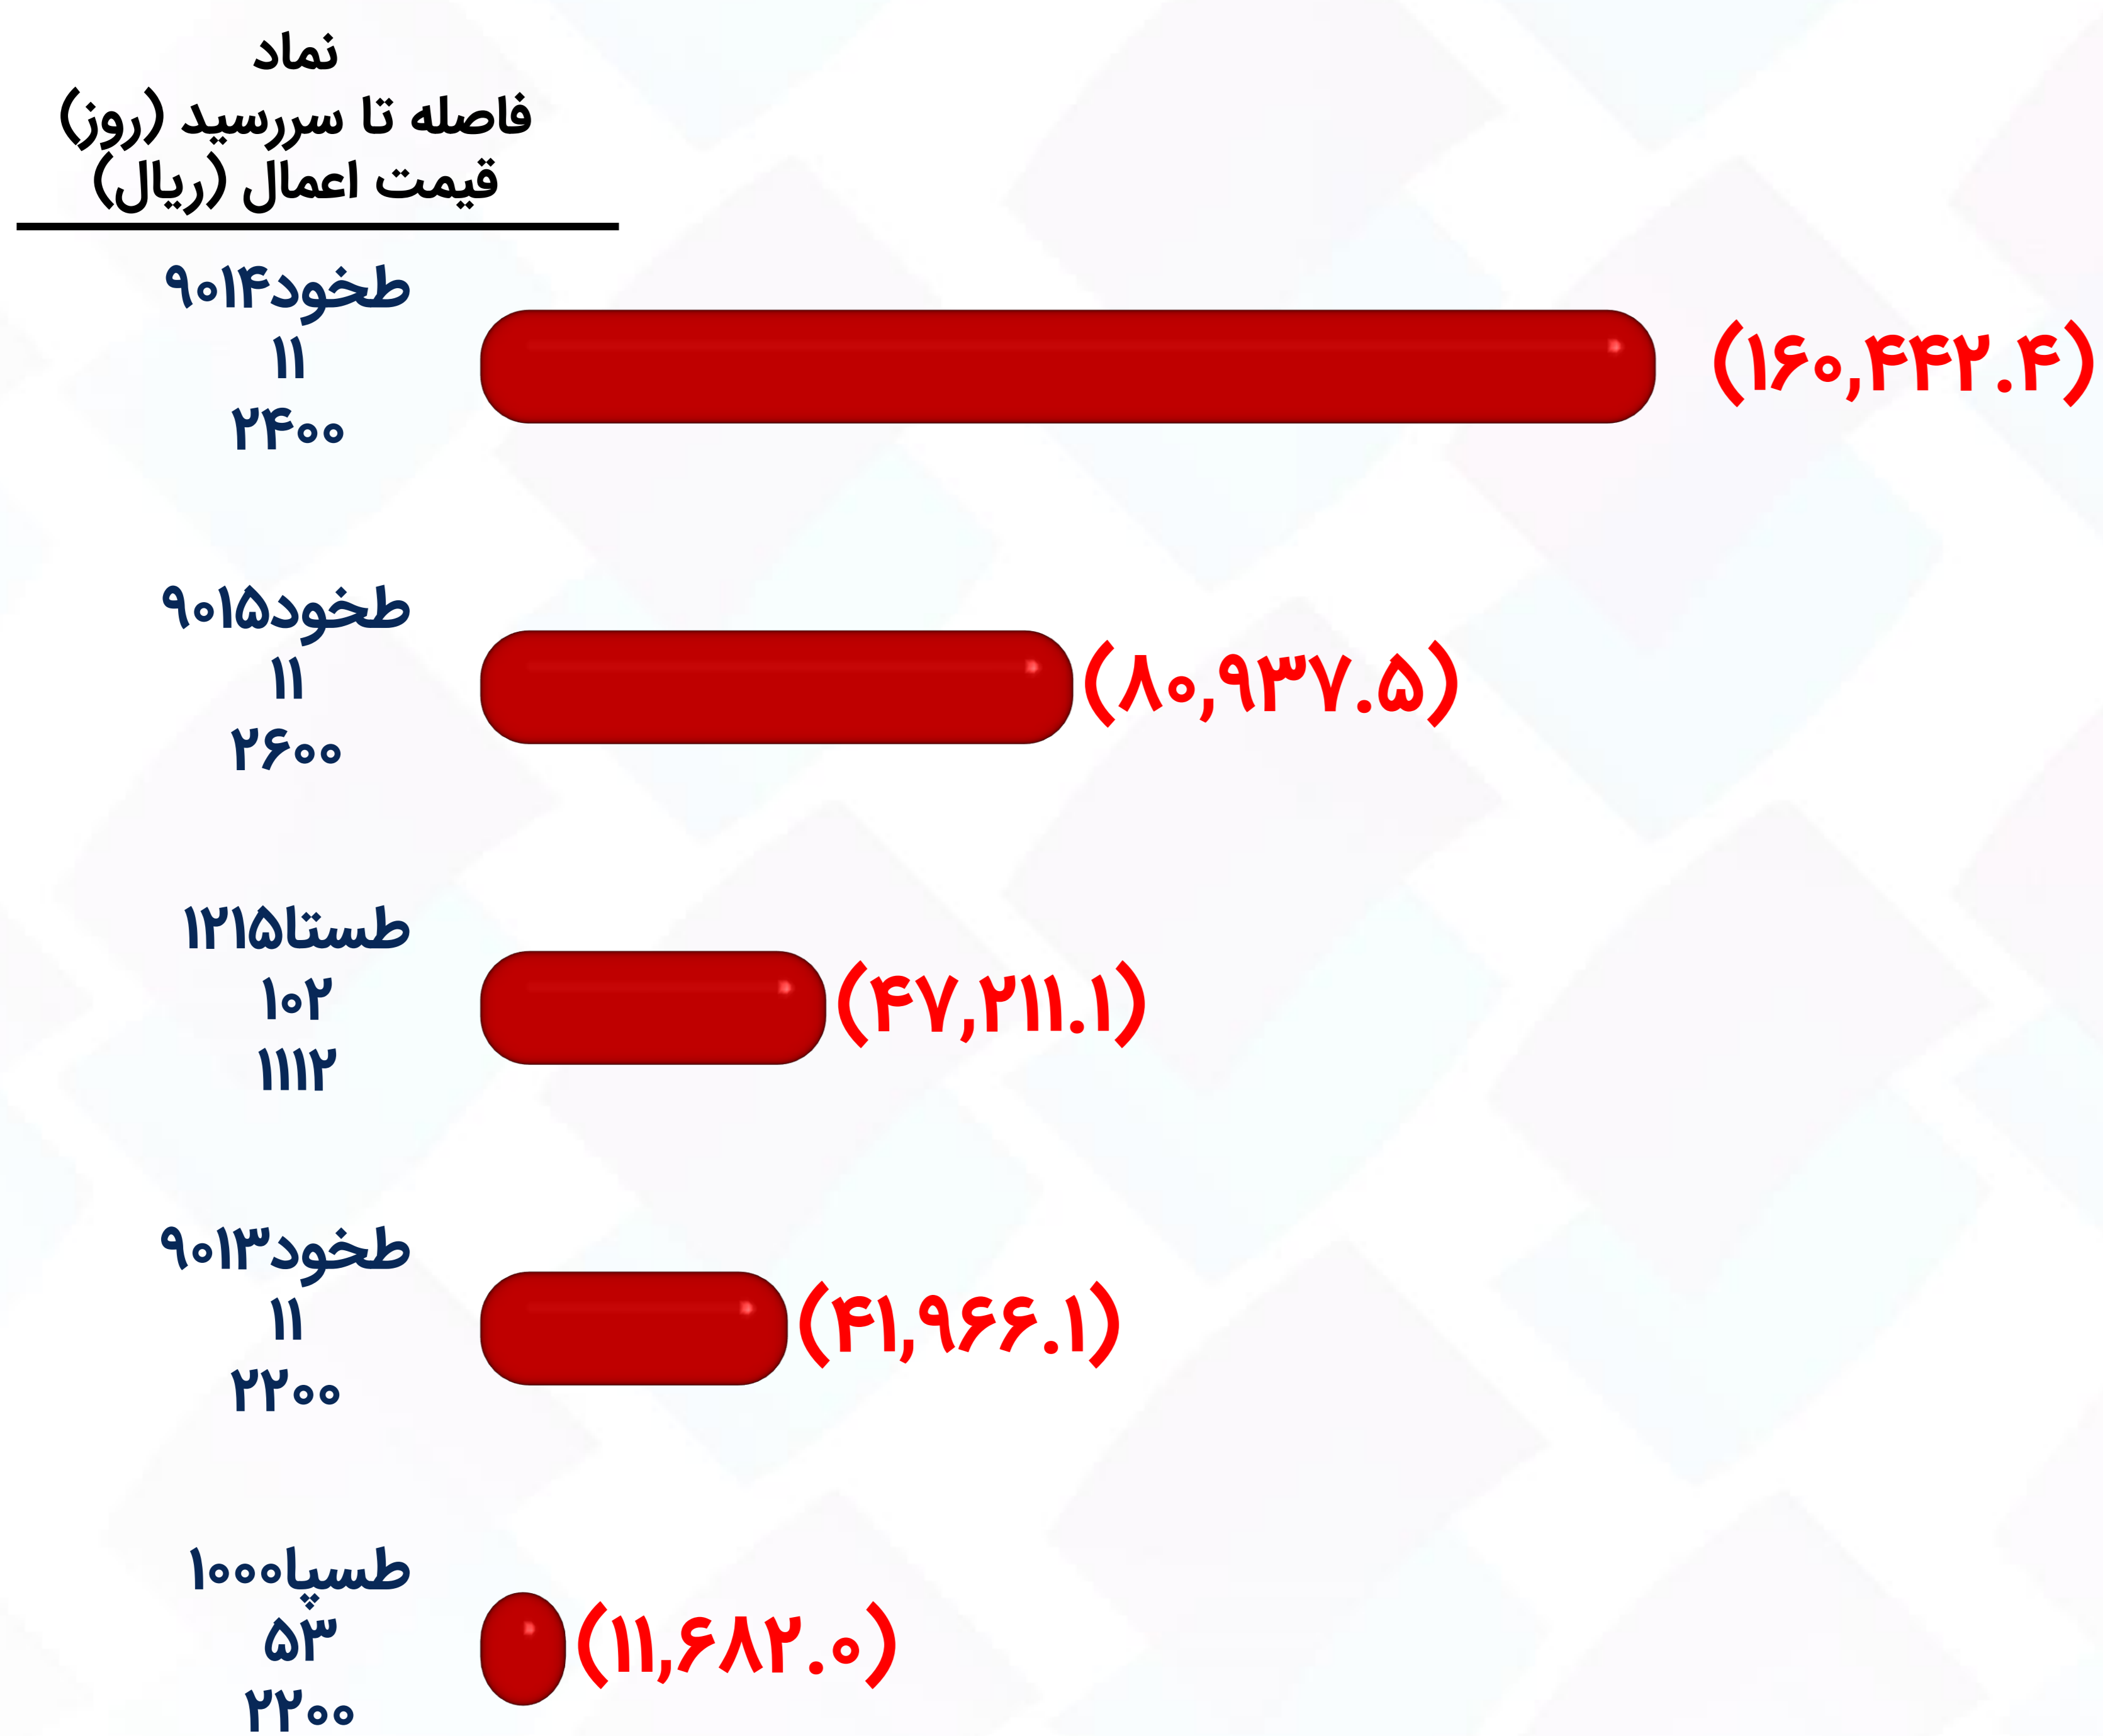 نماد
فاصله تا سررسید (روز)
قیمت اعمال (ریال)
طخود۹۰۱۴
۱۱
۲۴۰۰
(۱۶۰,۴۴۲.۴)
طخود۹۰۱۵
۱۱
۲۶۰۰
(۸۰,۹۳۷.۵)
طستا۱۲۱۵
۱۰۲
۱۱۱۲
(۴۷,۲۱۱.۱)
طخود۹۰۱۳
۱۱
۲۲۰۰
(۴۱,۹۶۶.۱)
طسپا۱۰۰۰
۵۳
۲۲۰۰
(۱۱,۶۸۲.۰)